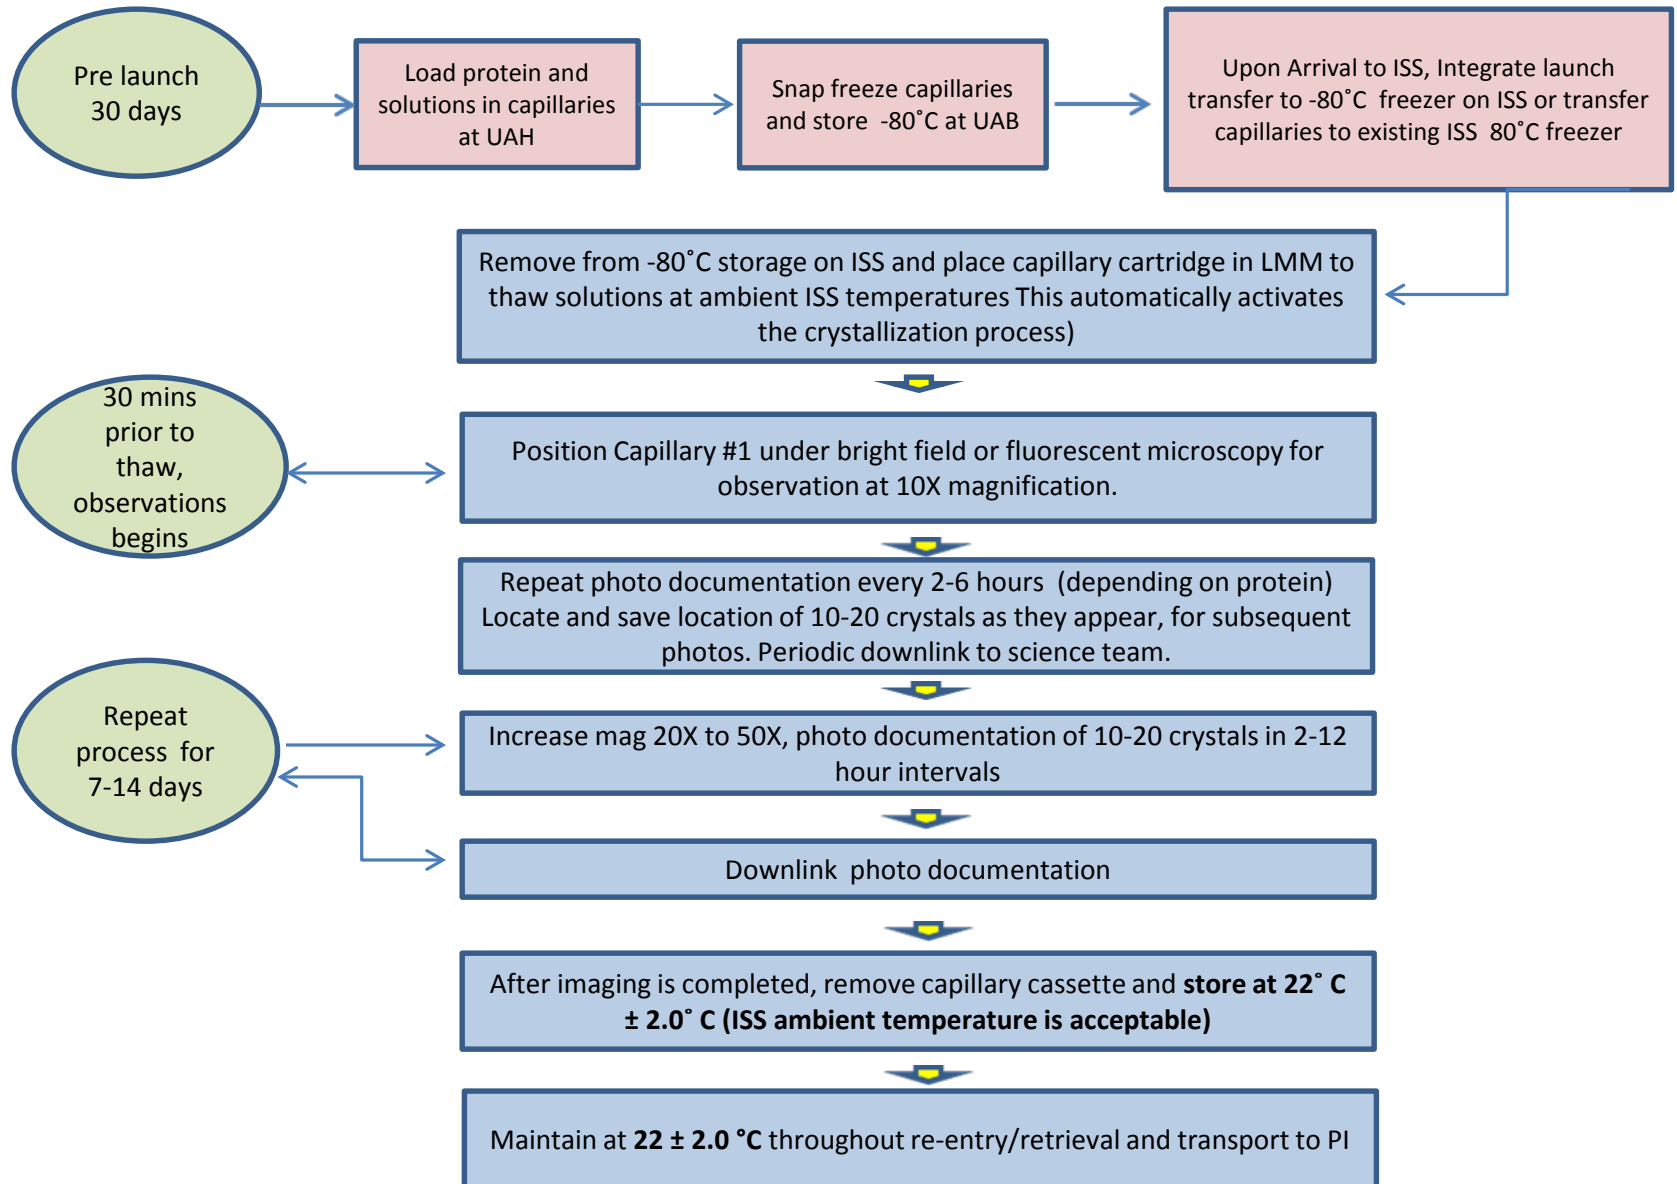 Pre launch
30 days
Load protein and
solutions in capillaries
at UAH
Snap freeze capillaries
and store -80˚C at UAB
Upon Arrival to ISS, Integrate launch
transfer to -80˚C freezer on ISS or transfer
capillaries to existing ISS 80˚C freezer
Remove from -80˚C storage on ISS and place capillary cartridge in LMM to
thaw solutions at ambient ISS temperatures This automatically activates
the crystallization process)
30 mins
prior to
thaw,
observations
begins
Position Capillary #1 under bright field or fluorescent microscopy for
observation at 10X magnification.
Repeat photo documentation every 2-6 hours (depending on protein)
Locate and save location of 10-20 crystals as they appear, for subsequent
photos. Periodic downlink to science team.
Repeat
process for
7-14 days
Increase mag 20X to 50X, photo documentation of 10-20 crystals in 2-12
hour intervals
Downlink photo documentation
After imaging is completed, remove capillary cassette and store at 22˚ C
± 2.0˚ C (ISS ambient temperature is acceptable)
Maintain at 22 ± 2.0 °C throughout re-entry/retrieval and transport to PI